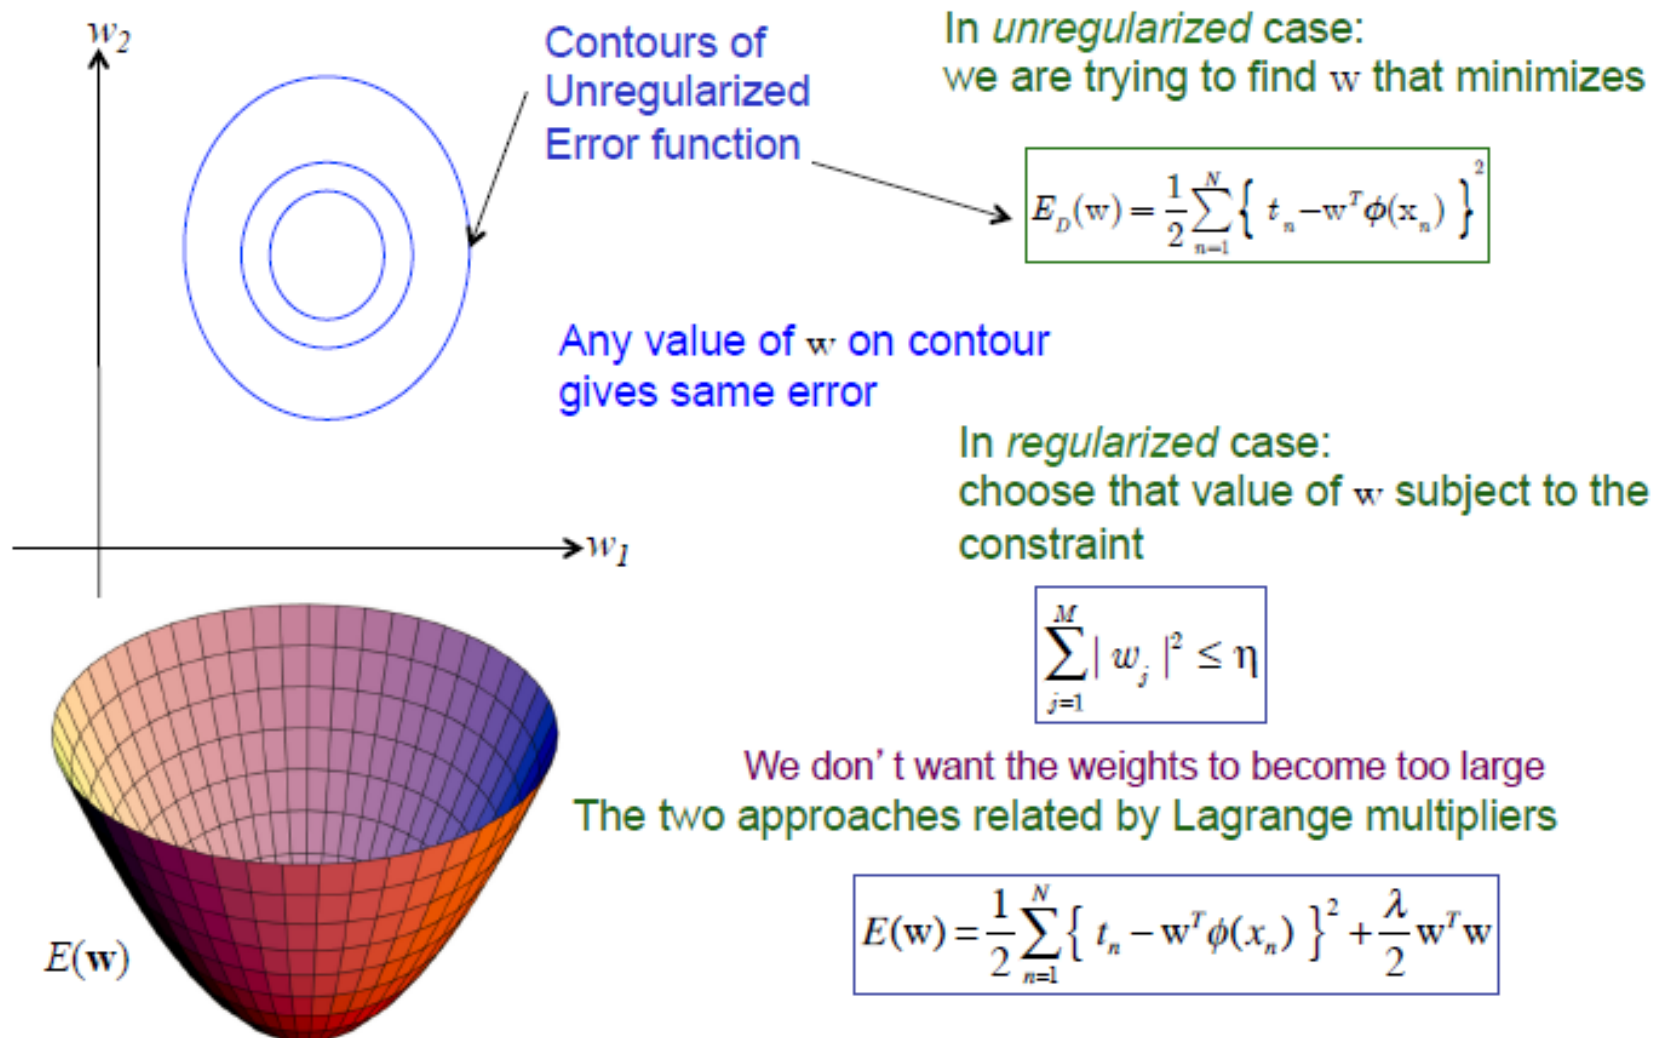 w₂
Contours of
Unregularized
Error function
In unregularized case:
we are trying to find w that minimizes
E_D(w) = 1/2 ∑_{n=1}^{N} { t_n − w^T ϕ(x_n) }^2
Any value of w on contour
gives same error
w₁
In regularized case:
choose that value of w subject to the
constraint
∑_{j=1}^{M} | w_j |^2 ≤ η
We don't want the weights to become too large
The two approaches related by Lagrange multipliers
E(w) = 1/2 ∑_{n=1}^{N} { t_n − w^T ϕ(x_n) }^2 + λ/2 w^T w
E(w)